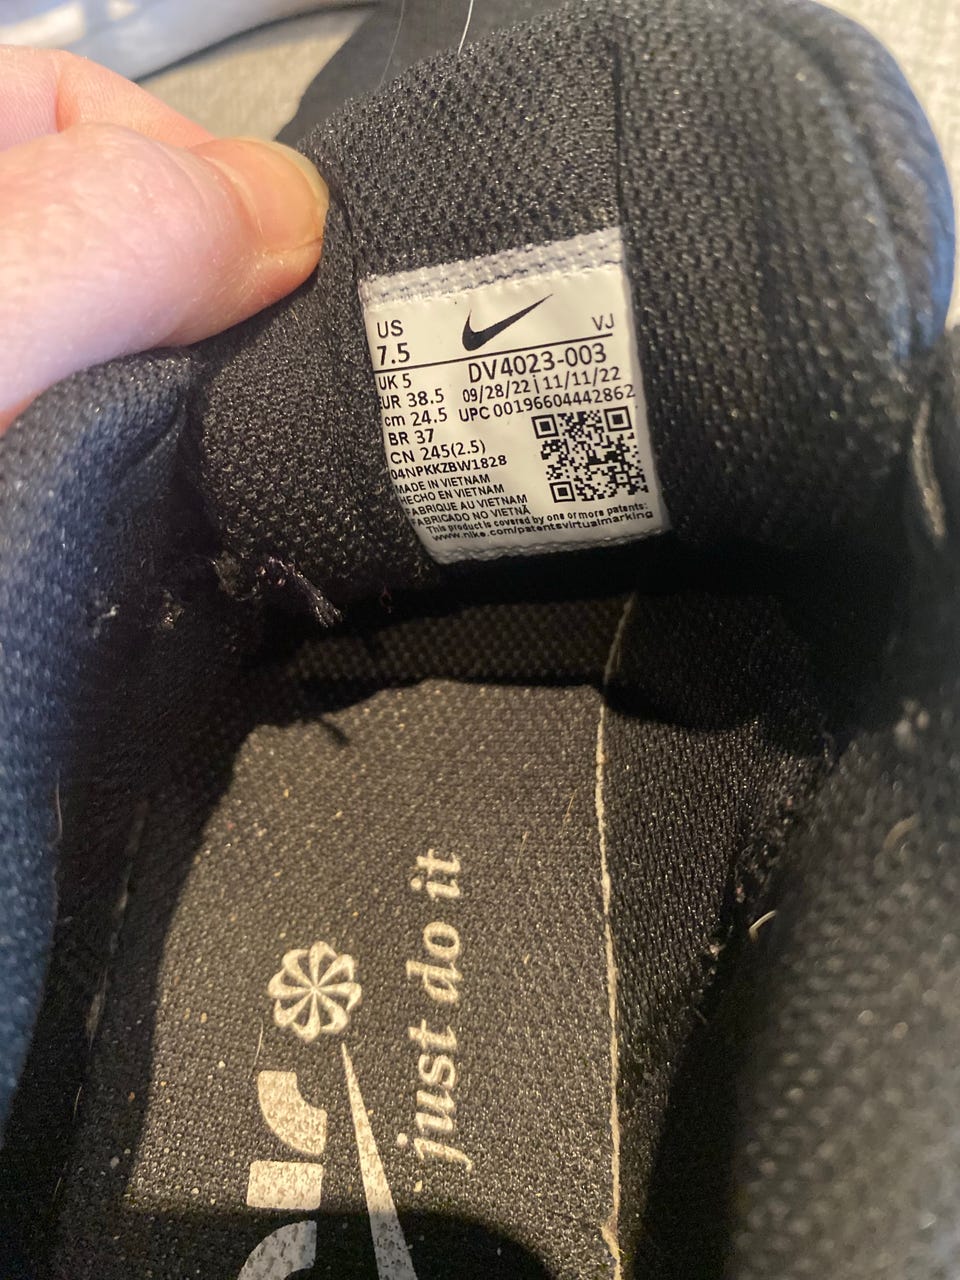 US
7.5
VJ
DV4023-003
UK 5
09/28/22 | 11/11/22
UR 38.5
UPC 00196604442862
cm 24.5
BR 37
CN 245(2.5)
04NPKKZBW1828
MADE IN VIETNAM
HECHO EN VIETNAM
FABRIQUE AU VIETNAM
FABRICADO NO VIETNÃ
This product is covered by one or more patents:
www.nike.com/patentsvirtualmarking
just do it